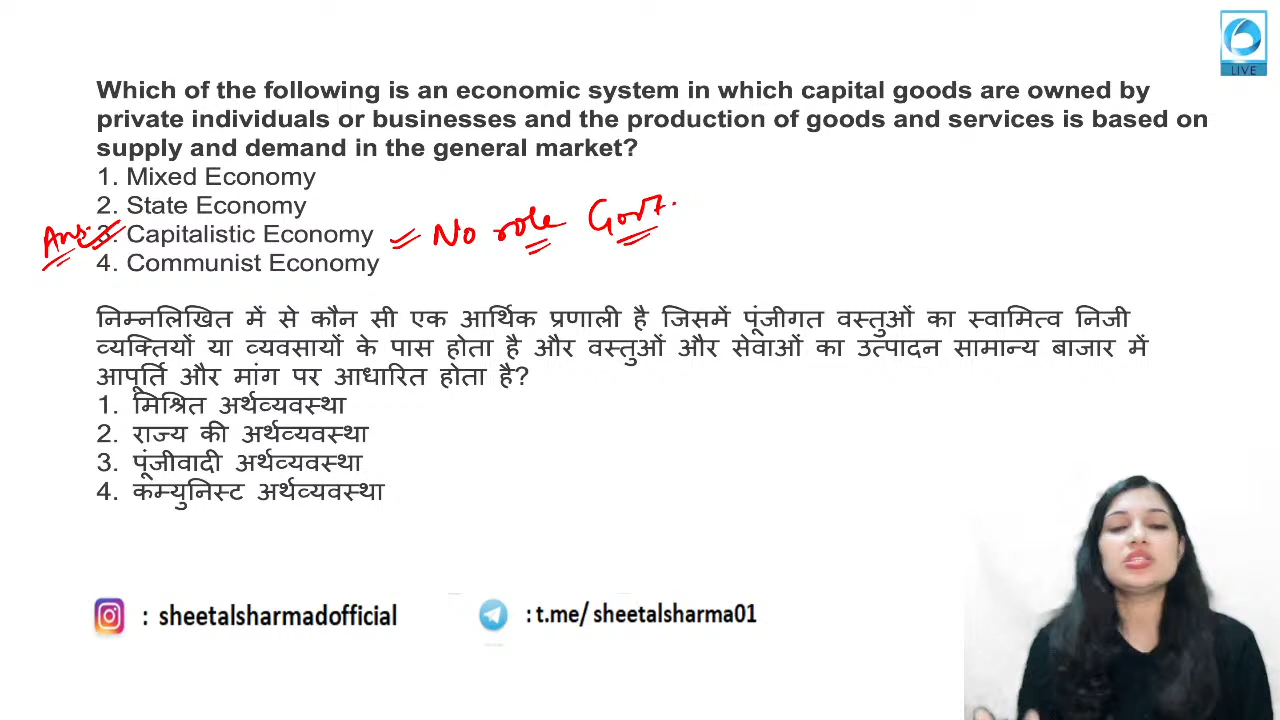 LIVE
Which of the following is an economic system in which capital goods are owned by
private individuals or businesses and the production of goods and services is based on
supply and demand in the general market?
1. Mixed Economy
2. State Economy
Ans. 3. Capitalistic Economy No role Govt.
4. Communist Economy
निम्नलिखित में से कौन सी एक आर्थिक प्रणाली है जिसमें पूंजीगत वस्तुओं का स्वामित्व निजी
व्यक्तियों या व्यवसायों के पास होता है और वस्तुओं और सेवाओं का उत्पादन सामान्य बाजार में
आपूर्ति और मांग पर आधारित होता है?
1. मिश्रित अर्थव्यवस्था
2. राज्य की अर्थव्यवस्था
3. पूंजीवादी अर्थव्यवस्था
4. कम्युनिस्ट अर्थव्यवस्था
: sheetalsharmadofficial
: t.me/ sheetalsharma01